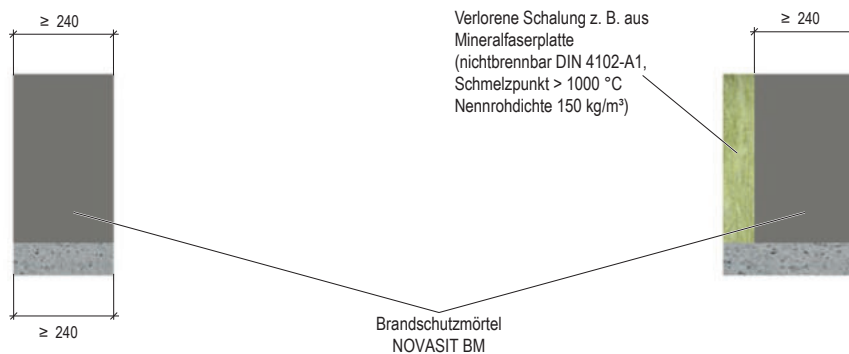 ≥ 240
Verlorene Schalung z. B. aus
Mineralfaserplatte
(nichtbrennbar DIN 4102-A1,
Schmelzpunkt > 1000 °C
Nennrohdichte 150 kg/m³)
≥ 240
≥ 240
Brandschutzmörtel
NOVASIT BM